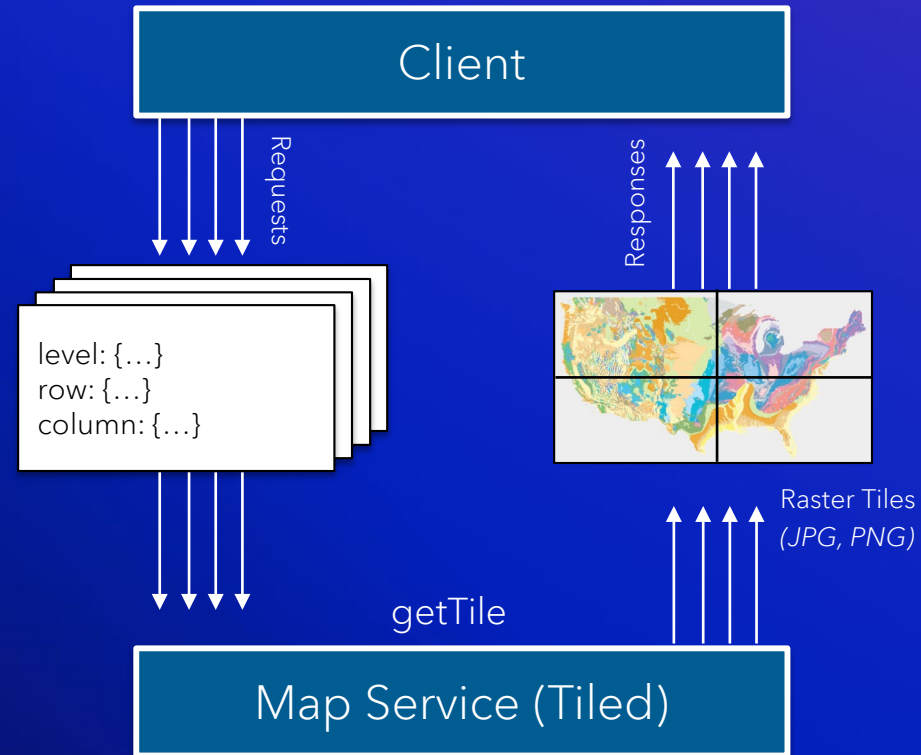 Client
Requests
Responses
level: {…}
row: {…}
column: {…}
Raster Tiles
(JPG, PNG)
getTile
Map Service (Tiled)